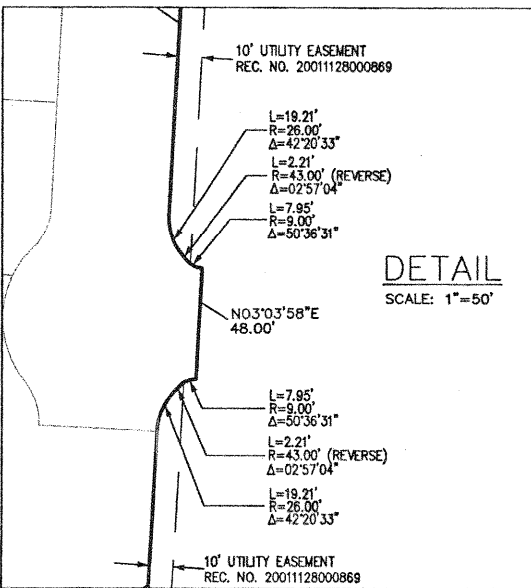 10' UTILITY EASEMENT
REC. NO. 20011128000869
L=19.21'
R=26.00'
Δ=42°20'33"
L=2.21'
R=43.00' (REVERSE)
Δ=02°57'04"
L=7.95'
R=9.00'
Δ=50°36'31"
DETAIL
SCALE: 1"=50'
N03°03'58"E
48.00'
L=7.95'
R=9.00'
Δ=50°36'31"
L=2.21'
R=43.00' (REVERSE)
Δ=02°57'04"
L=19.21'
R=26.00'
Δ=42°20'33"
10' UTILITY EASEMENT
REC. NO. 20011128000869